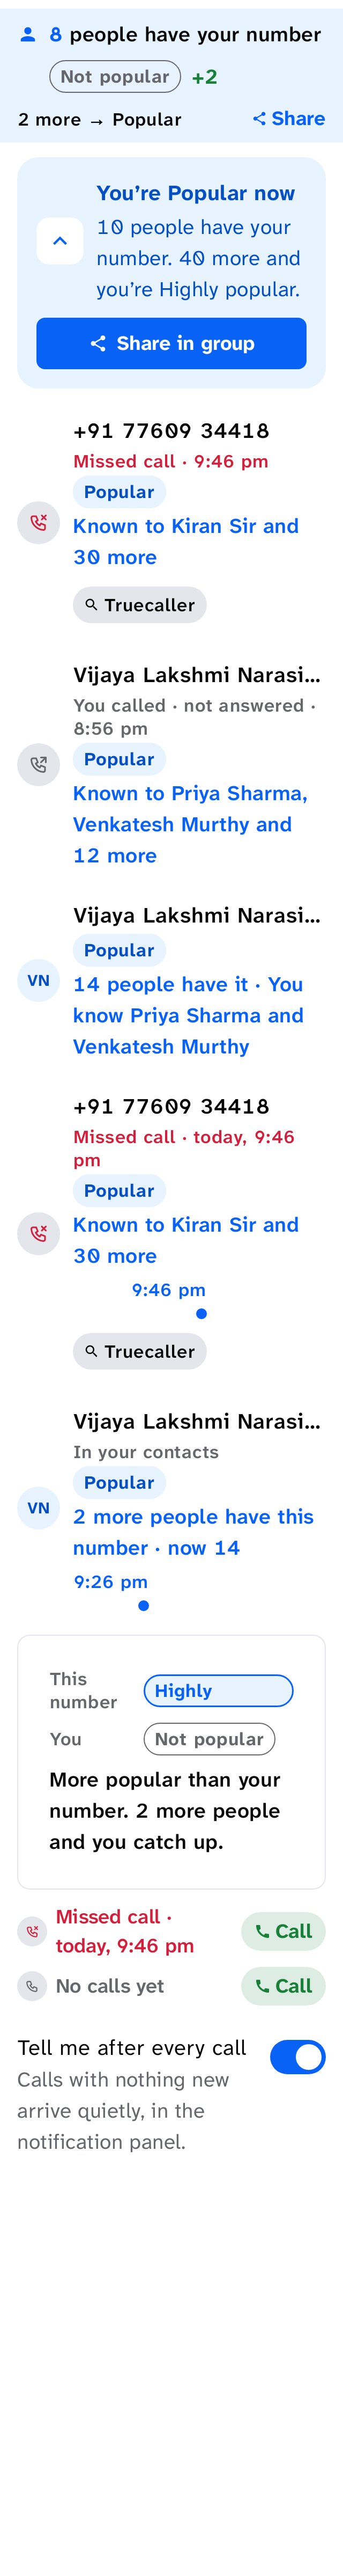 8 people have your number
Not popular +2
2 more → Popular Share
You're Popular now
10 people have your
number. 40 more and
you're Highly popular.
Share in group
+91 77609 34418
Missed call · 9:46 pm
Popular
Known to Kiran Sir and
30 more
Truecaller
Vijaya Lakshmi Narasi...
You called · not answered ·
8:56 pm
Popular
Known to Priya Sharma,
Venkatesh Murthy and
12 more
Vijaya Lakshmi Narasi...
Popular
VN
14 people have it · You
know Priya Sharma and
Venkatesh Murthy
+91 77609 34418
Missed call · today, 9:46
pm
Popular
Known to Kiran Sir and
30 more
9:46 pm
Truecaller
Vijaya Lakshmi Narasi...
In your contacts
Popular
VN
2 more people have this
number · now 14
9:26 pm
This
number
Highly
You Not popular
More popular than your
number. 2 more people
and you catch up.
Missed call ·
today, 9:46 pm
Call
No calls yet Call
Tell me after every call
Calls with nothing new
arrive quietly, in the
notification panel.